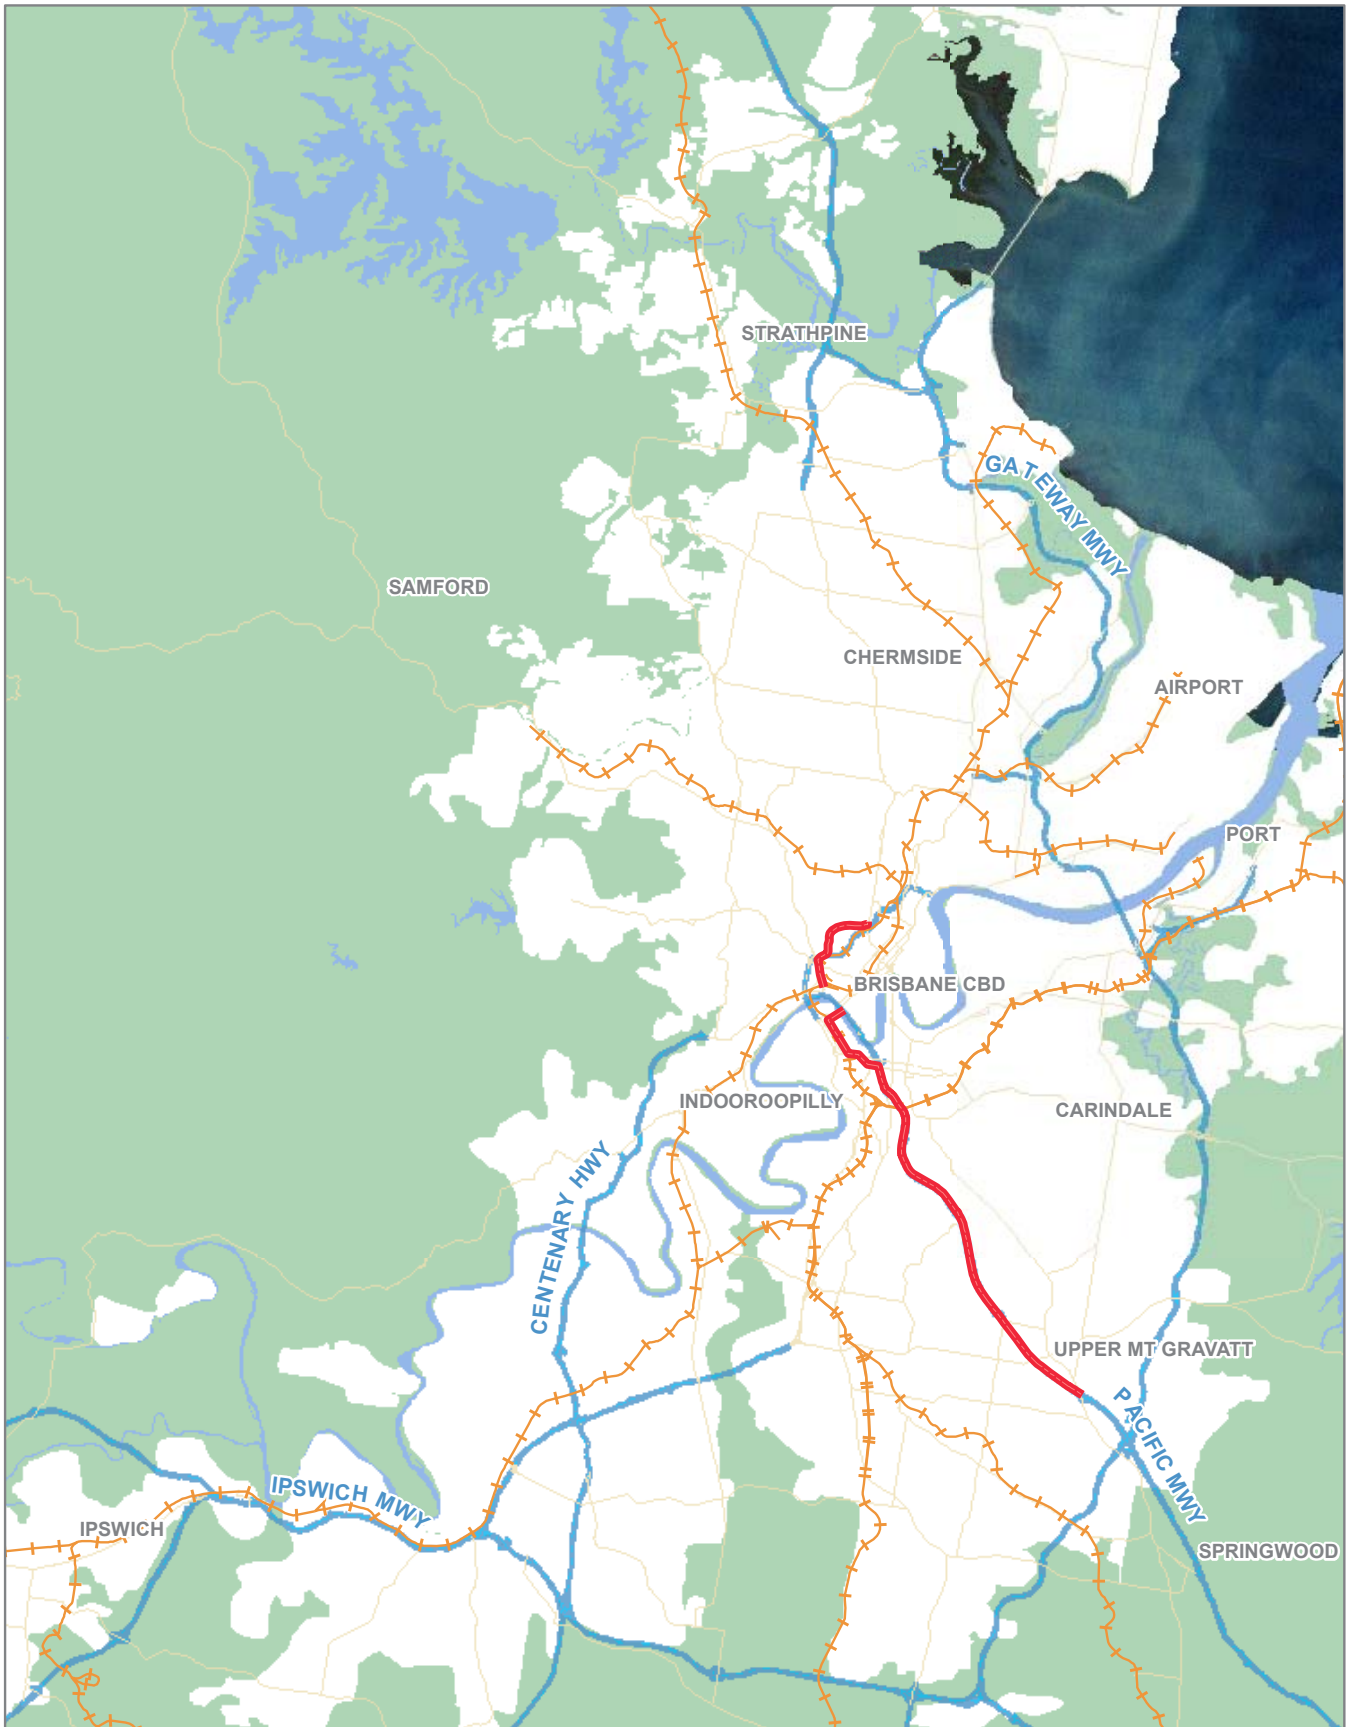 STRATHPINE
GATEWAY MWY
SAMFORD
CHERMSIDE
AIRPORT
PORT
BRISBANE CBD
INDOOROOPILLY
CARINDALE
CENTENARY HWY
UPPER MT GRAVATT
PACIFIC MWY
IPSWICH MWY
IPSWICH
SPRINGWOOD